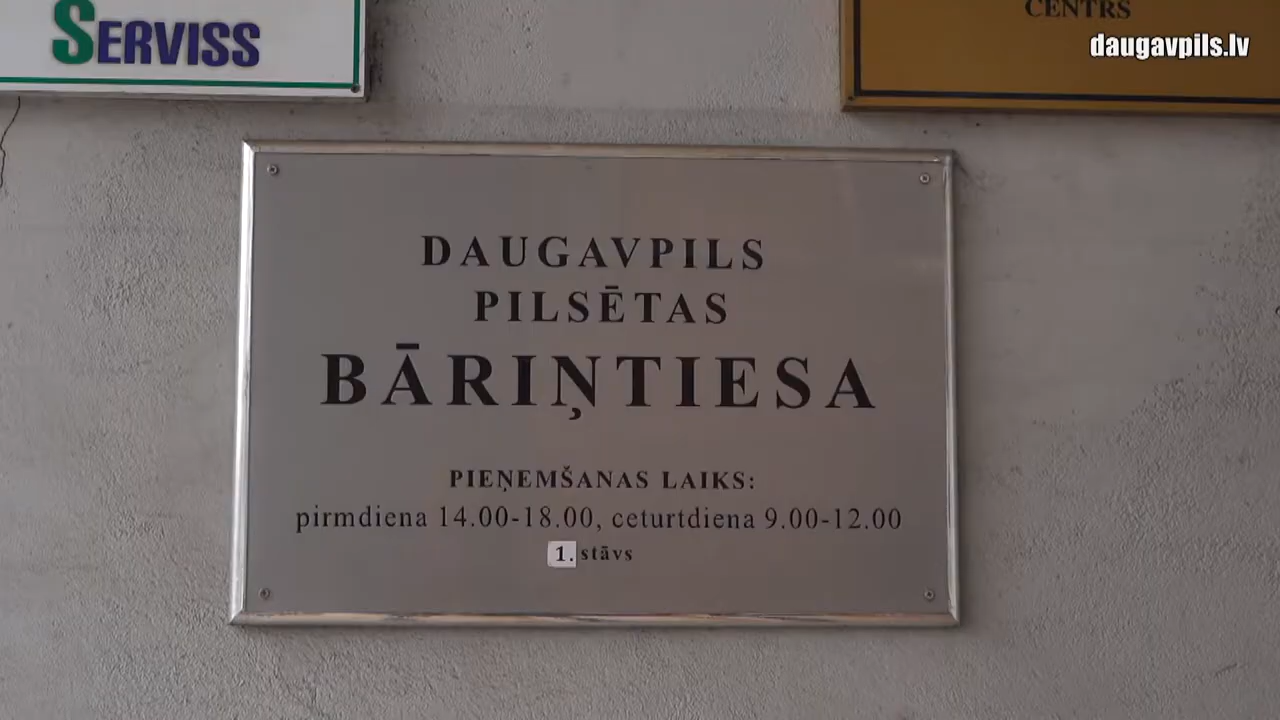 SERVISS
CENTRS
daugavpils.lv
DAUGAVPILS
PILSĒTAS
BĀRIŅTIESA
PIEŅEMŠANAS LAIKS:
pirmdiena 14.00-18.00, ceturtdiena 9.00-12.00
1. stāvs